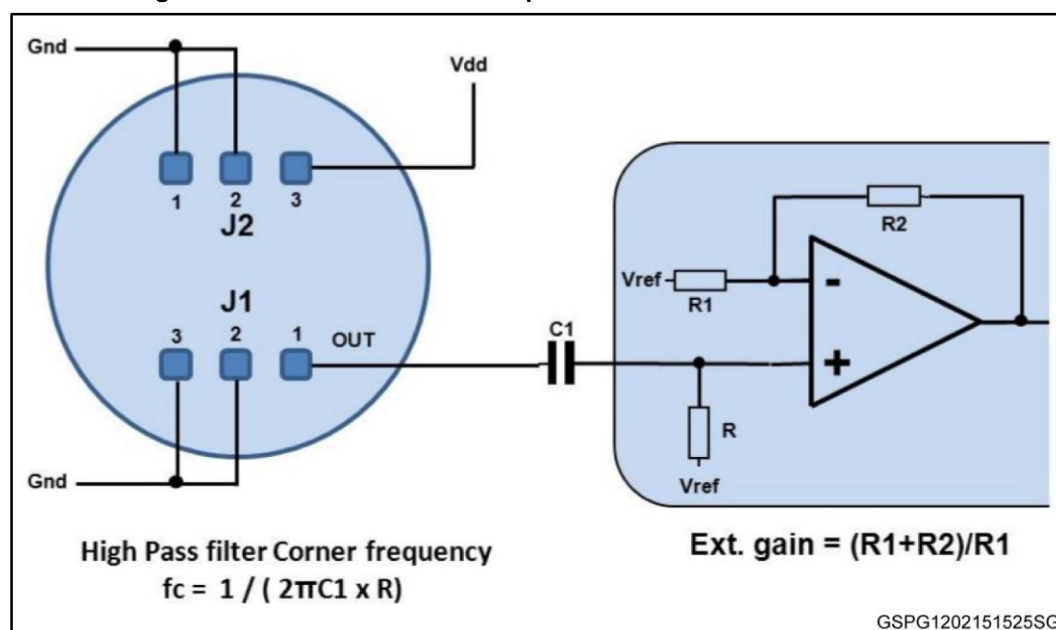 Gnd
Vdd
1
2
3
J2
R2
Vref
R1
-
J1
3
2
1
OUT
C1
+
R
Gnd
Vref
High Pass filter Corner frequency
fc = 1 / ( 2πC1 x R)
Ext. gain = (R1+R2)/R1
GSPG1202151525SG